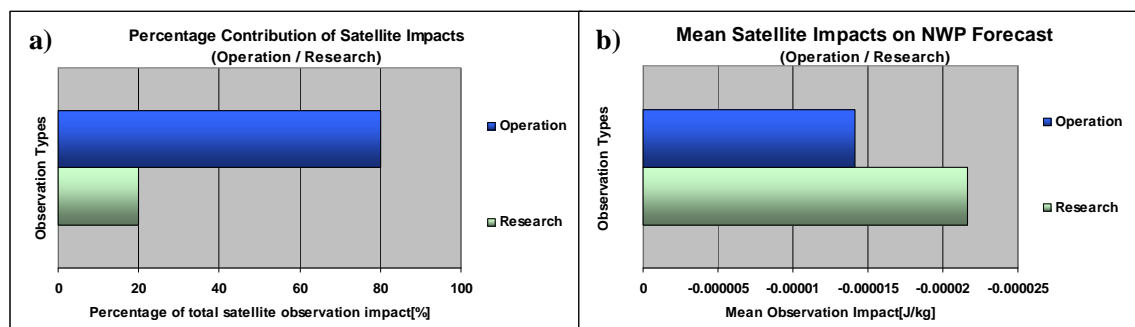 a)
Percentage Contribution of Satellite Impacts
(Operation / Research)
Observation Types
Operation
Research
0 20 40 60 80 100
Percentage of total satellite observation impact[%]
b)
Mean Satellite Impacts on NWP Forecast
(Operation / Research)
Observation Types
Operation
Research
0 -0.000005 -0.00001 -0.000015 -0.00002 -0.000025
Mean Observation Impact[J/kg]